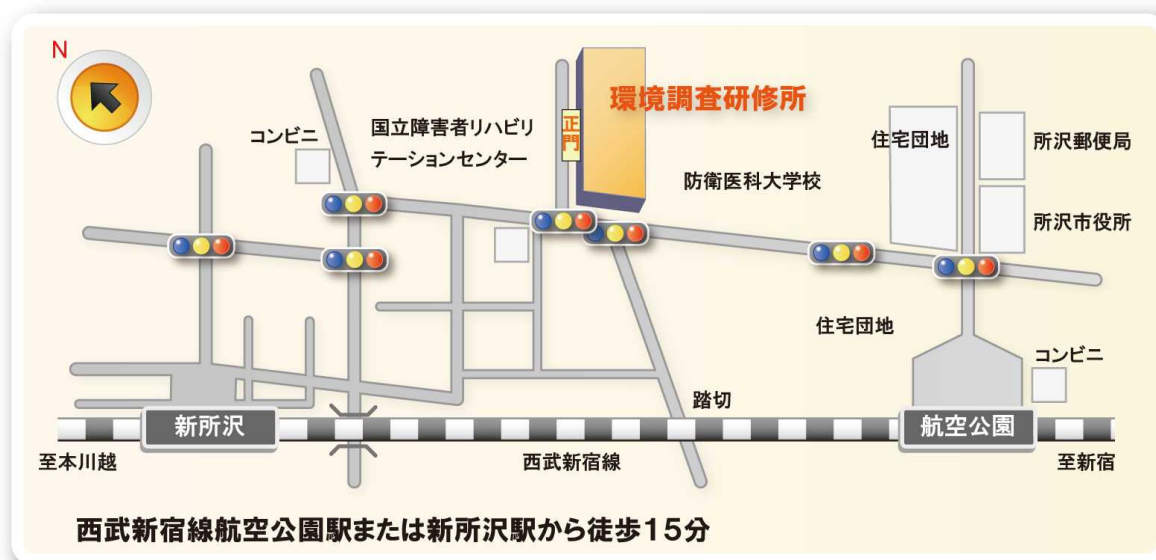 N
環境調査研修所
正門
国立障害者リハビリ
テーションセンター
コンビニ
住宅団地
所沢郵便局
防衛医科大学校
所沢市役所
住宅団地
コンビニ
踏切
新所沢
航空公園
至本川越
西武新宿線
至新宿
西武新宿線航空公園駅または新所沢駅から徒歩15分